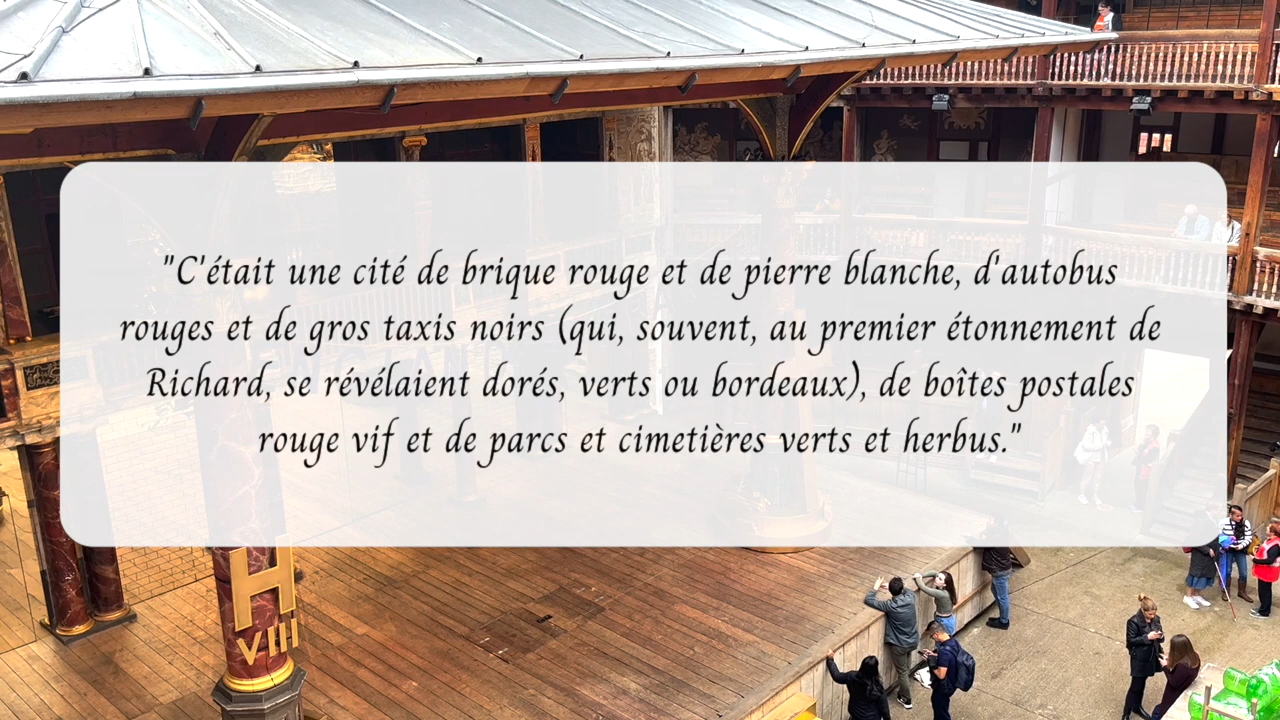 "C'était une cité de brique rouge et de pierre blanche, d'autobus
rouges et de gros taxis noirs (qui, souvent, au premier étonnement de
Richard, se révélaient dorés, verts ou bordeaux), de boîtes postales
rouge vif et de parcs et cimetières verts et herbus."
H
VIII